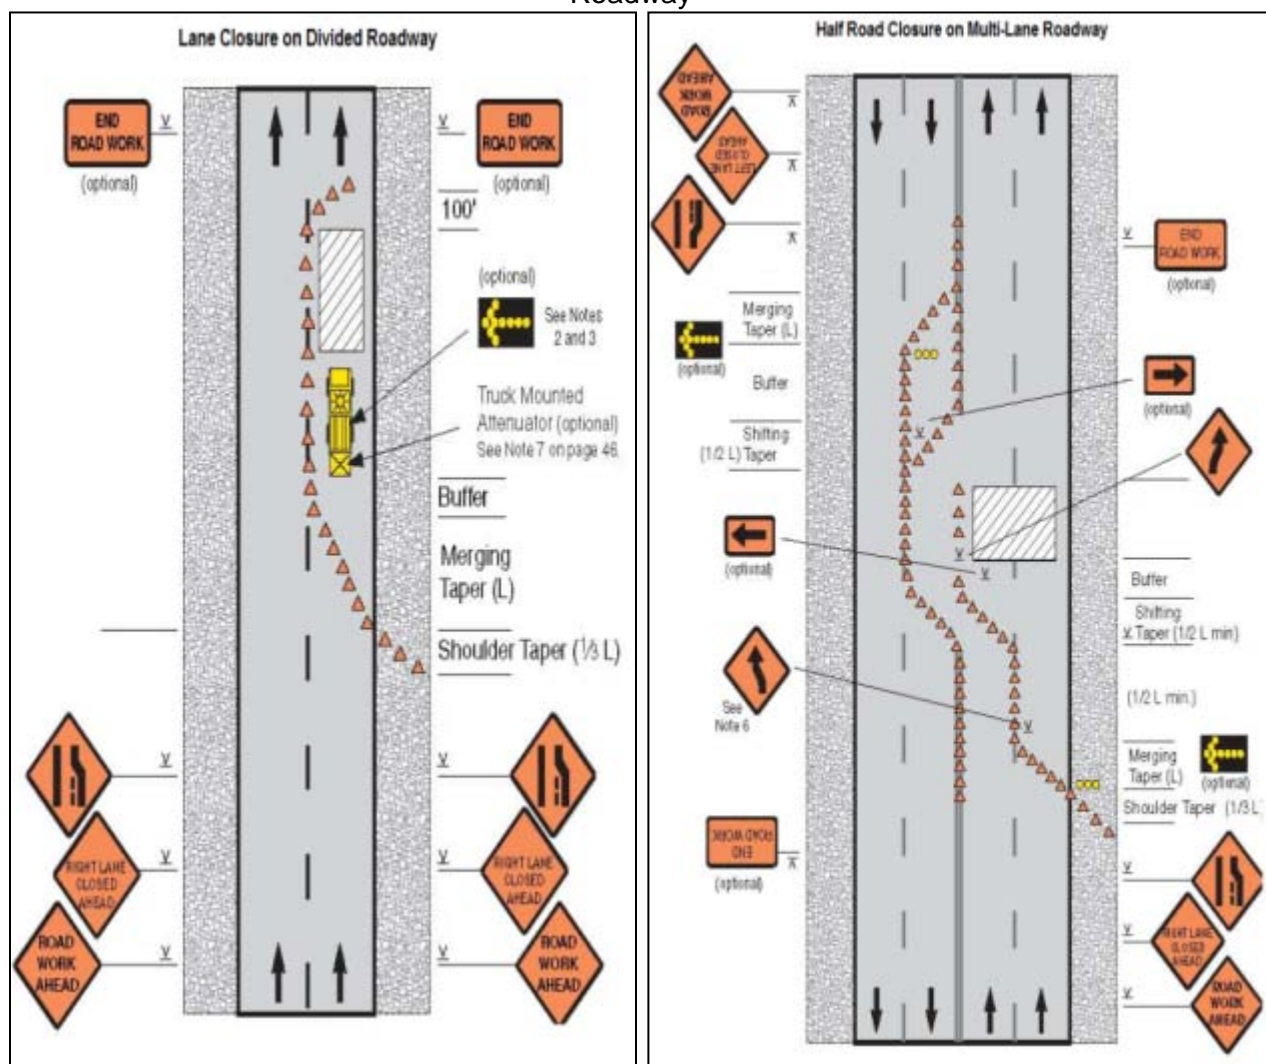 Roadway
Lane Closure on Divided Roadway
END
ROAD WORK
(optional)
END
ROAD WORK
(optional)
100'
(optional)
See Notes
2 and 3
Truck Mounted
Attenuator (optional)
See Note 7 on page 46.
Buffer
Merging
Taper (L)
Shoulder Taper (⅓ L)
RIGHT LANE
CLOSED
AHEAD
ROAD
WORK
AHEAD
RIGHT LANE
CLOSED
AHEAD
ROAD
WORK
AHEAD
Half Road Closure on Multi-Lane Roadway
ROAD
WORK
AHEAD
LEFT LANE
CLOSED
AHEAD
END
ROAD WORK
(optional)
Merging
Taper (L)
(optional)
Buffer
(optional)
Shifting
(1/2 L) Taper
(optional)
Buffer
Shifting
Taper (1/2 L min)
See
Note 6
(1/2 L min.)
Merging
Taper (L)
(optional)
Shoulder Taper (1/3 L)
END
ROAD WORK
(optional)
RIGHT LANE
CLOSED
AHEAD
ROAD
WORK
AHEAD